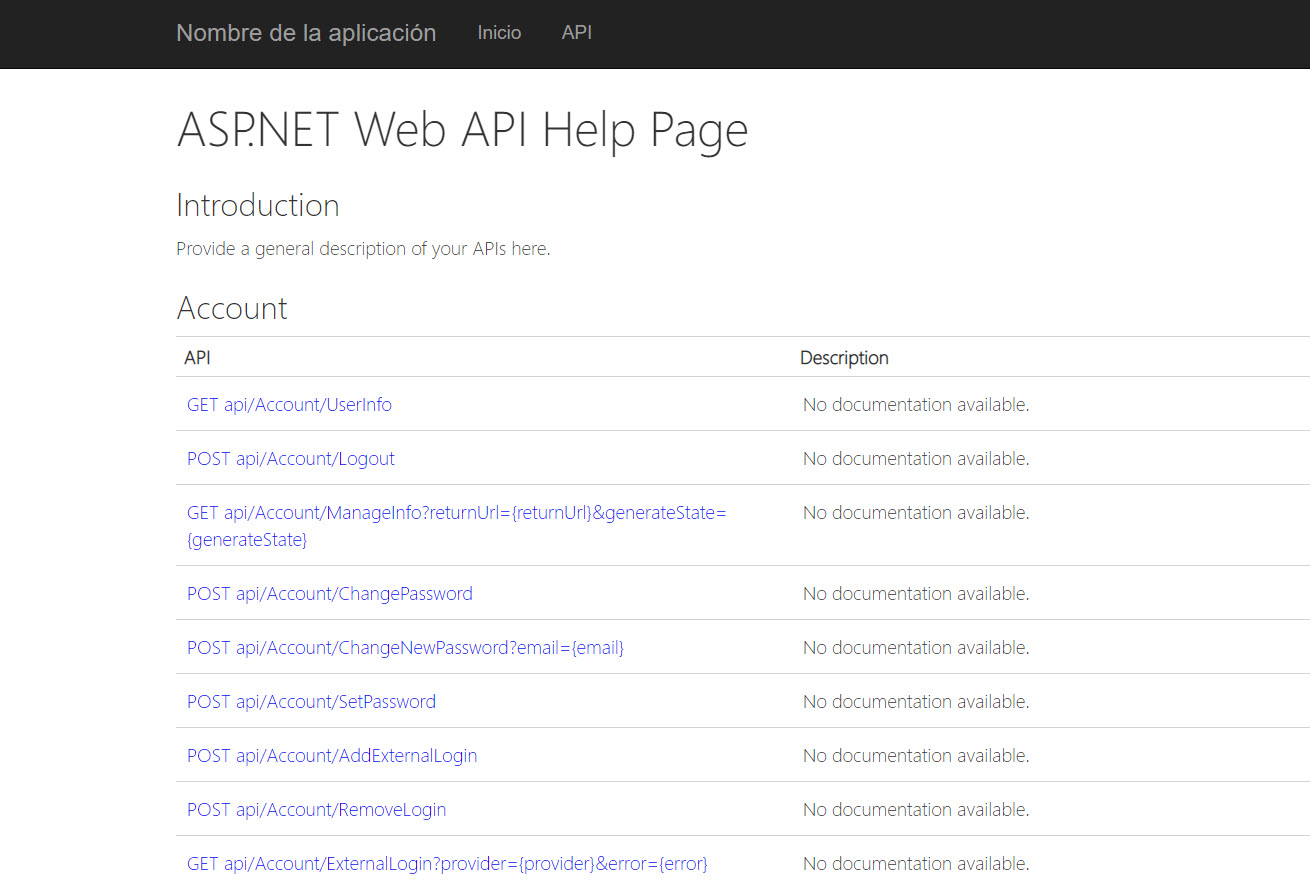 Nombre de la aplicación Inicio API
ASP.NET Web API Help Page
Introduction
Provide a general description of your APIs here.
Account
API Description
GET api/Account/UserInfo No documentation available.
POST api/Account/Logout No documentation available.
GET api/Account/ManageInfo?returnUrl={returnUrl}&generateState= No documentation available.
{generateState}
POST api/Account/ChangePassword No documentation available.
POST api/Account/ChangeNewPassword?email={email} No documentation available.
POST api/Account/SetPassword No documentation available.
POST api/Account/AddExternalLogin No documentation available.
POST api/Account/RemoveLogin No documentation available.
GET api/Account/ExternalLogin?provider={provider}&error={error} No documentation available.